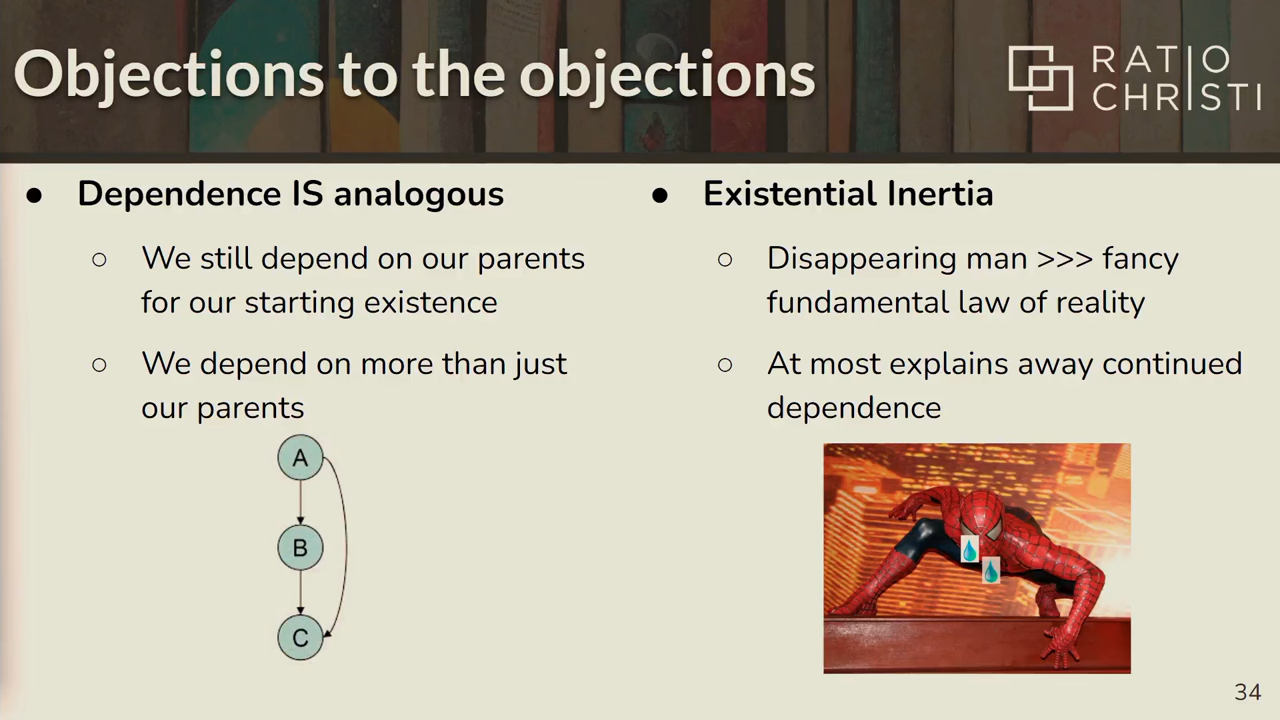 Objections to the objections
RATIO
CHRISTI
● Dependence IS analogous
○ We still depend on our parents
for our starting existence
○ We depend on more than just
our parents
A
B
C
● Existential Inertia
○ Disappearing man >>> fancy
fundamental law of reality
○ At most explains away continued
dependence
34